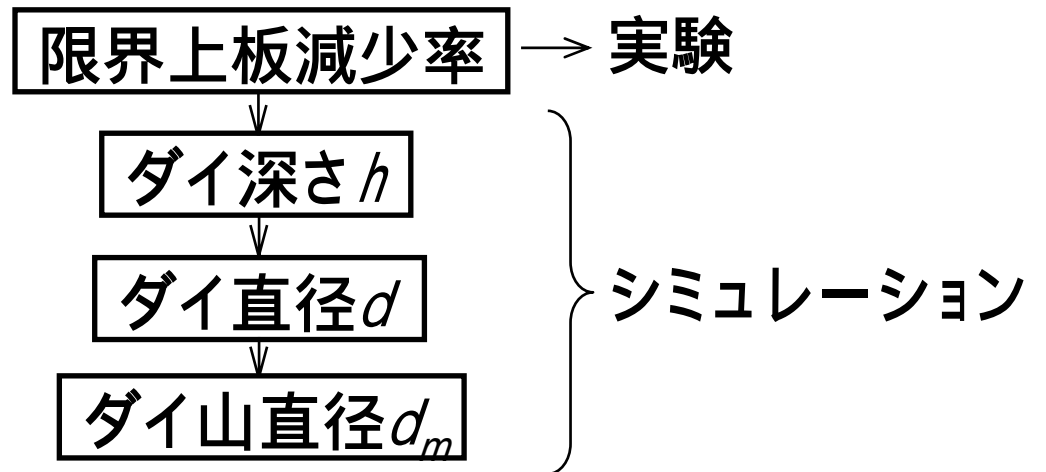 限界上板減少率
実験
ダイ深さh
ダイ直径d
シミュレーション
ダイ山直径dm